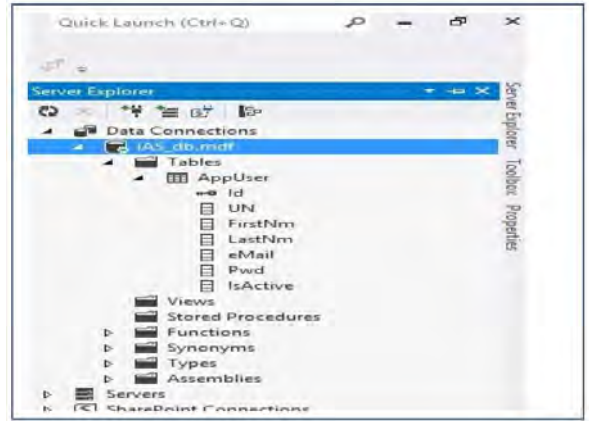 Quick Launch (Ctrl+Q)
Server Explorer
Data Connections
IAS_db.mdf
Tables
AppUser
Id
UN
FirstNm
LastNm
eMail
Pwd
IsActive
Views
Stored Procedures
Functions
Synonyms
Types
Assemblies
Servers
SharePoint Connections
Server Explorer
Toolbox
Properties